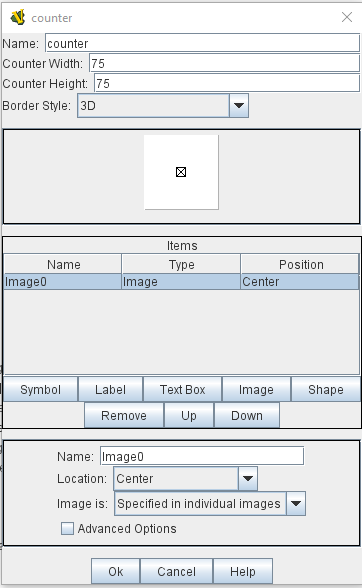 counter
Name: counter
Counter Width: 75
Counter Height: 75
Border Style: 3D
Items
Name Type Position
Image0 Image Center
Symbol Label Text Box Image Shape
Remove Up Down
Name: Image0
Location: Center
Image is: Specified in individual images
Advanced Options
Ok Cancel Help